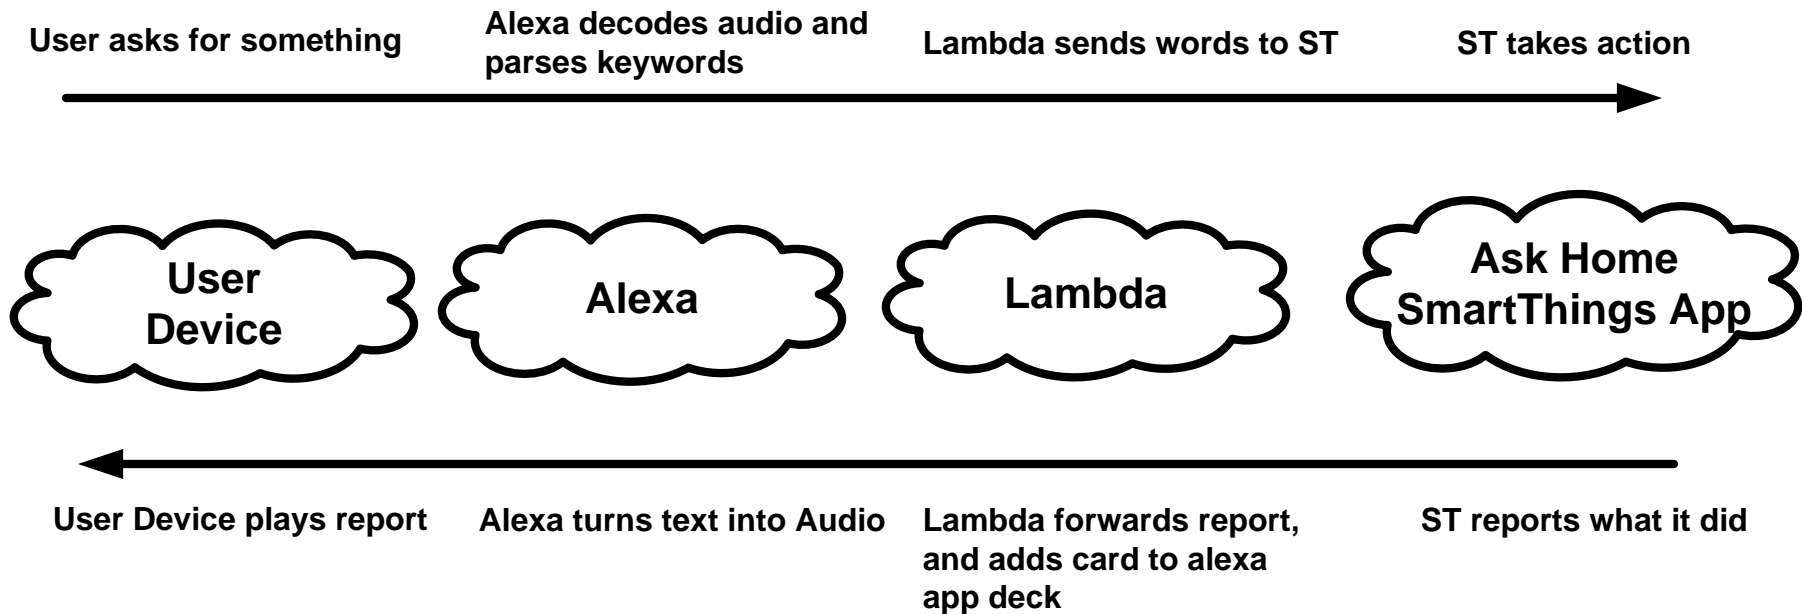 User asks for something
Alexa decodes audio and
parses keywords
Lambda sends words to ST
ST takes action
User
Device
Alexa
Lambda
Ask Home
SmartThings App
User Device plays report
Alexa turns text into Audio
Lambda forwards report,
and adds card to alexa
app deck
ST reports what it did